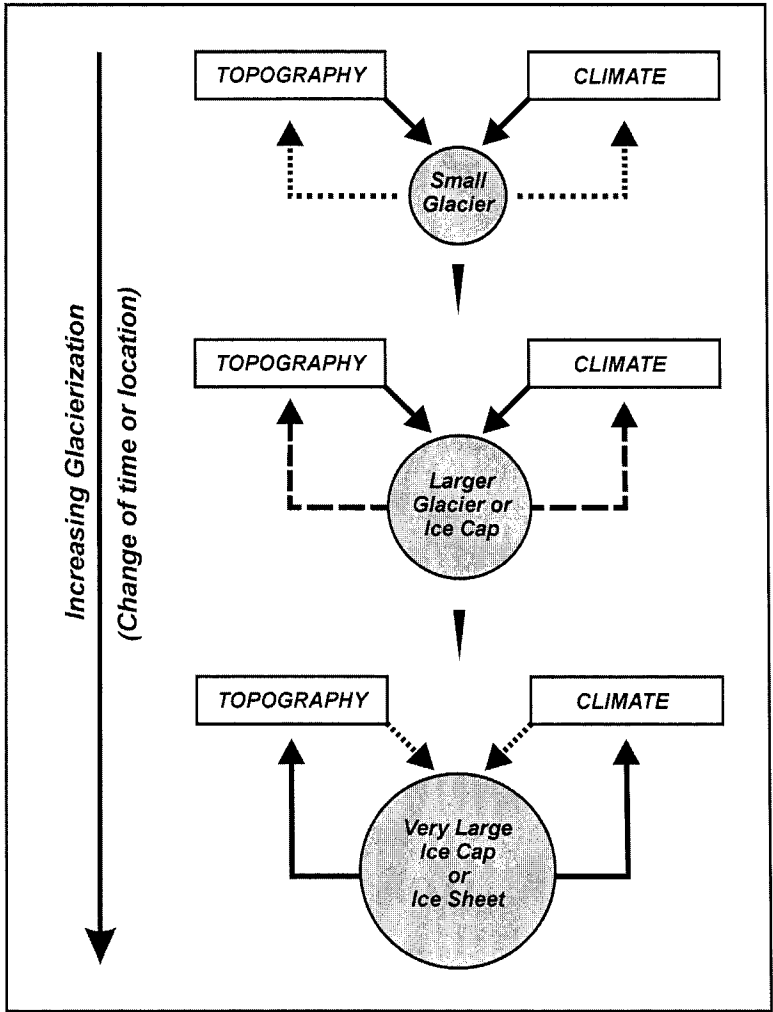 TOPOGRAPHY
CLIMATE
Small
Glacier
Increasing Glacierization
(Change of time or location)
TOPOGRAPHY
CLIMATE
Larger
Glacier or
Ice Cap
TOPOGRAPHY
CLIMATE
Very Large
Ice Cap
or
Ice Sheet